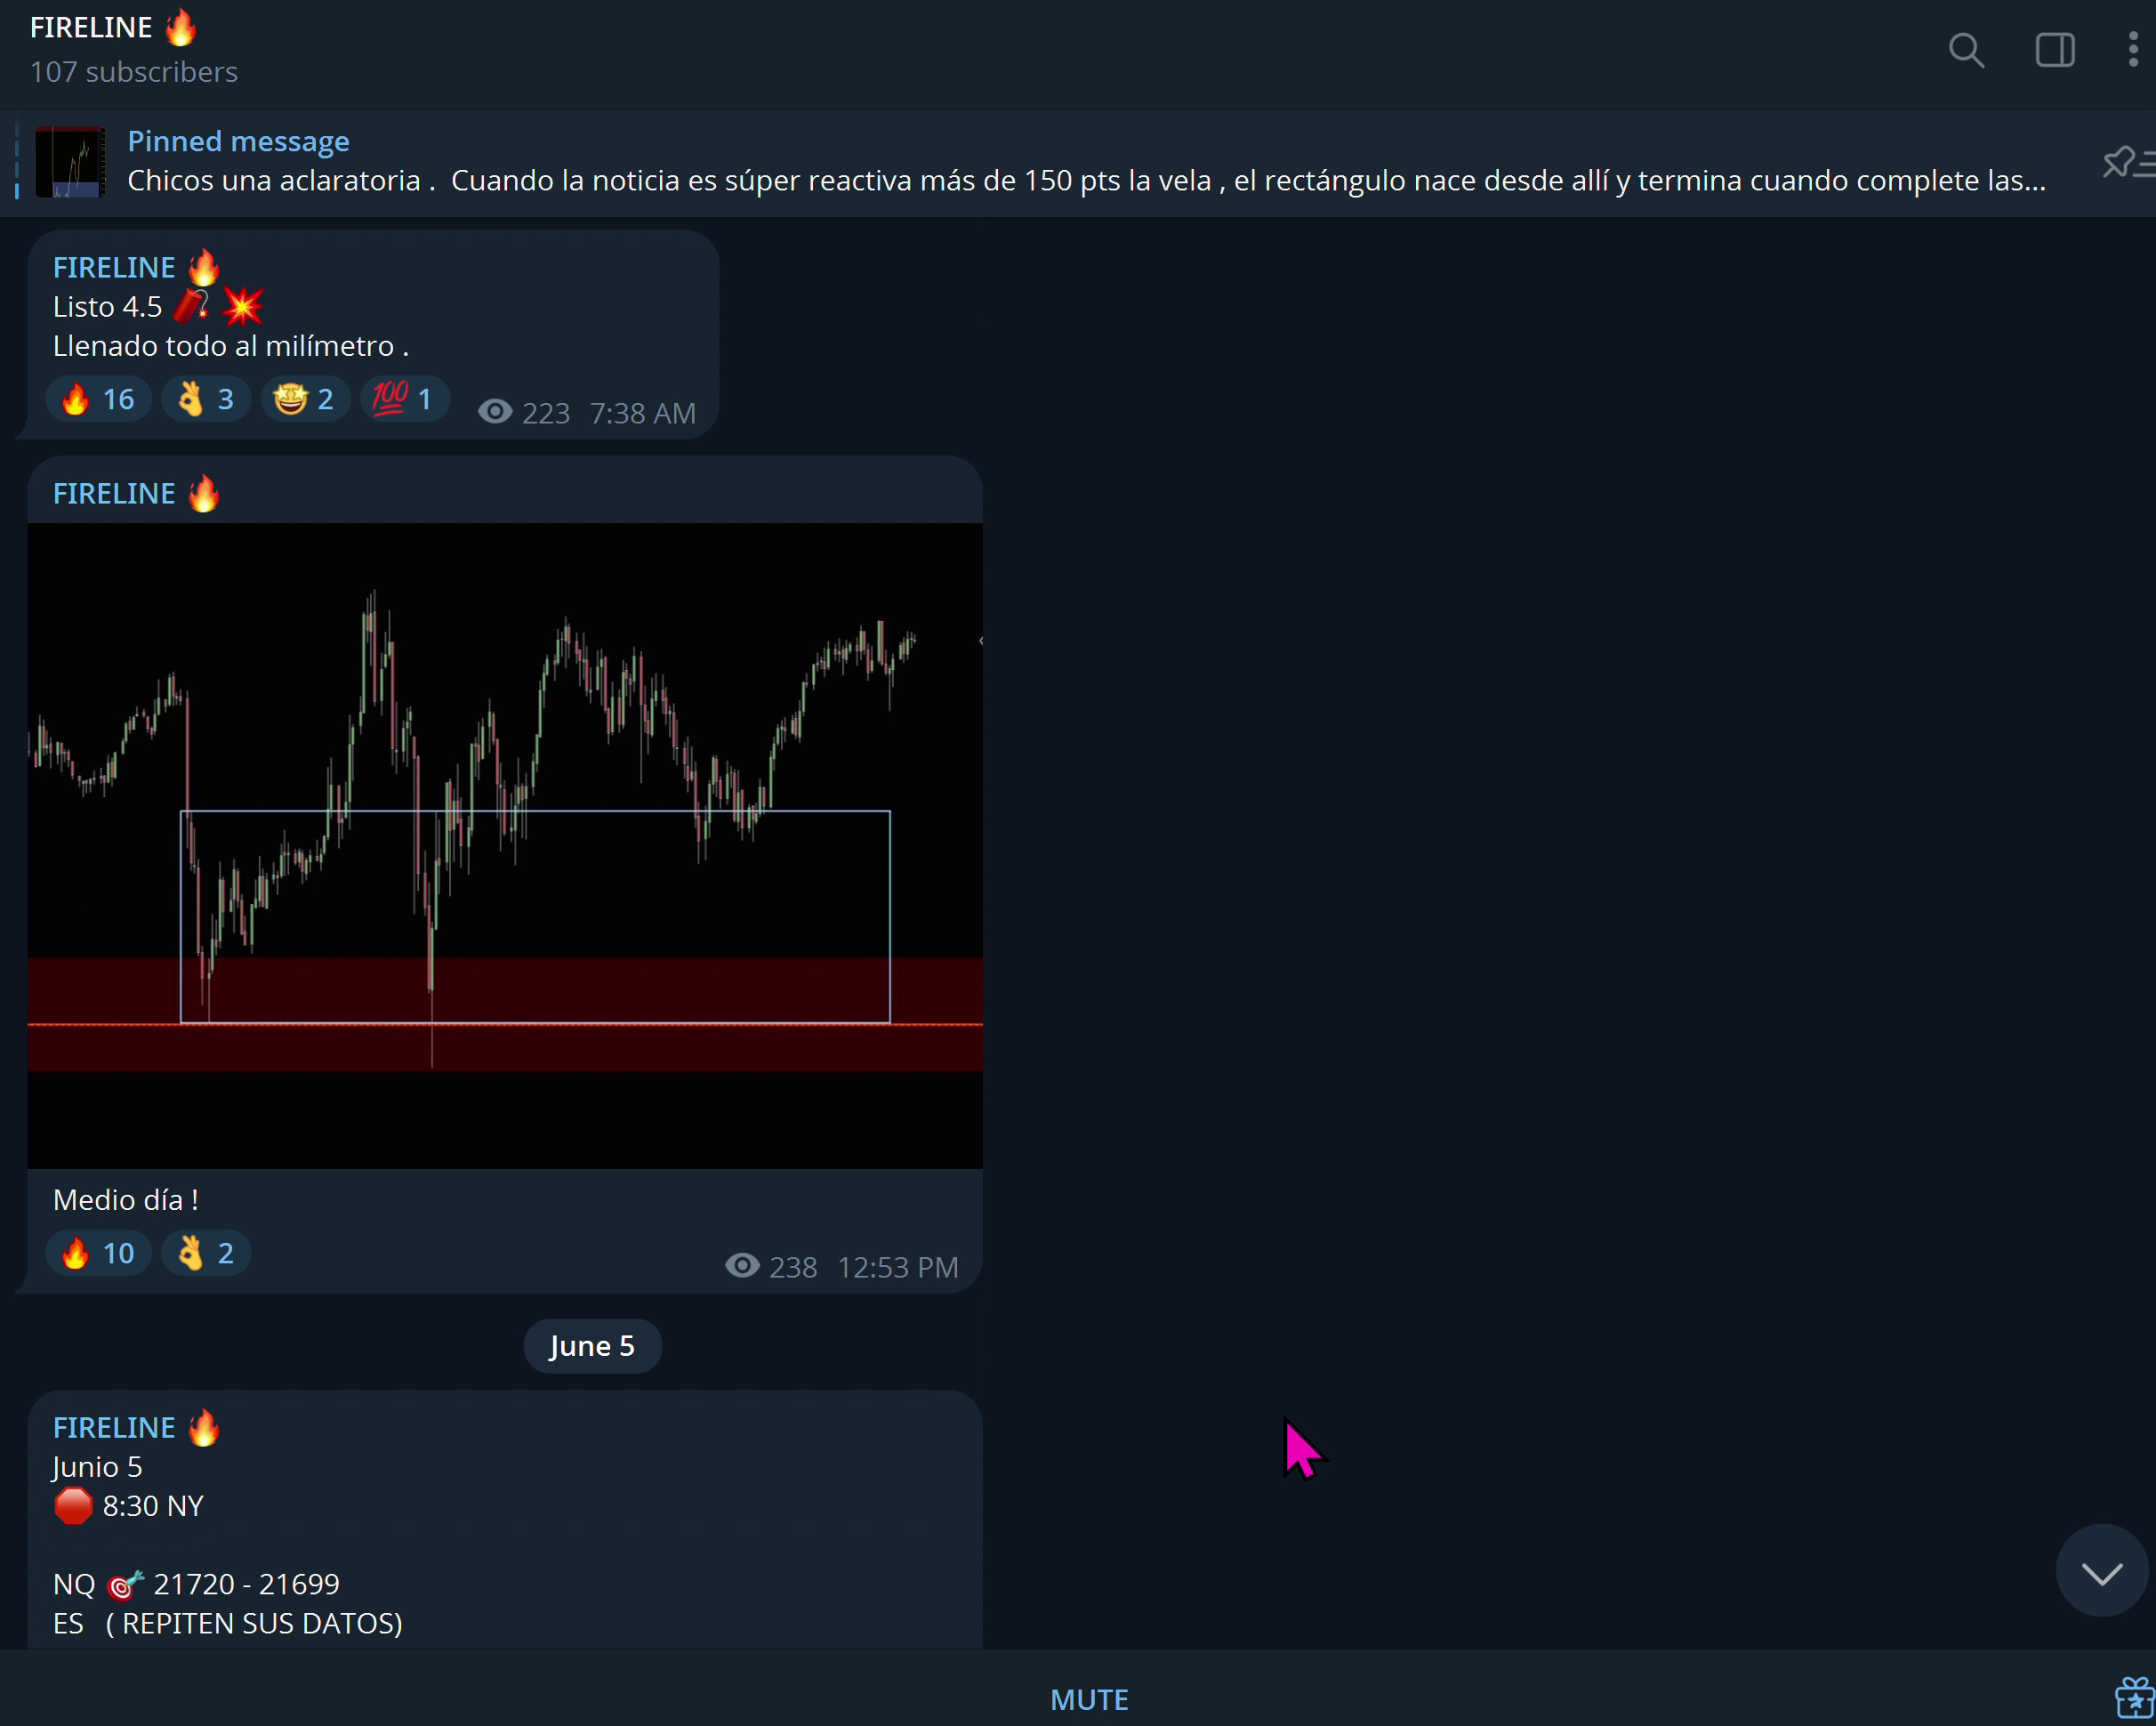 FIRELINE 🔥
107 subscribers
Pinned message
Chicos una aclaratoria .  Cuando la noticia es súper reactiva más de 150 pts la vela , el rectángulo nace desde allí y termina cuando complete las...
FIRELINE 🔥
Listo 4.5 🧨 💥
Llenado todo al milímetro .
🔥 16 👌 3 🤩 2 💯 1 223 7:38 AM
FIRELINE 🔥
Medio día !
🔥 10 👌 2 238 12:53 PM
June 5
FIRELINE 🔥
Junio 5
🛑 8:30 NY
NQ 🎯 21720 - 21699
ES   ( REPITEN SUS DATOS)
MUTE